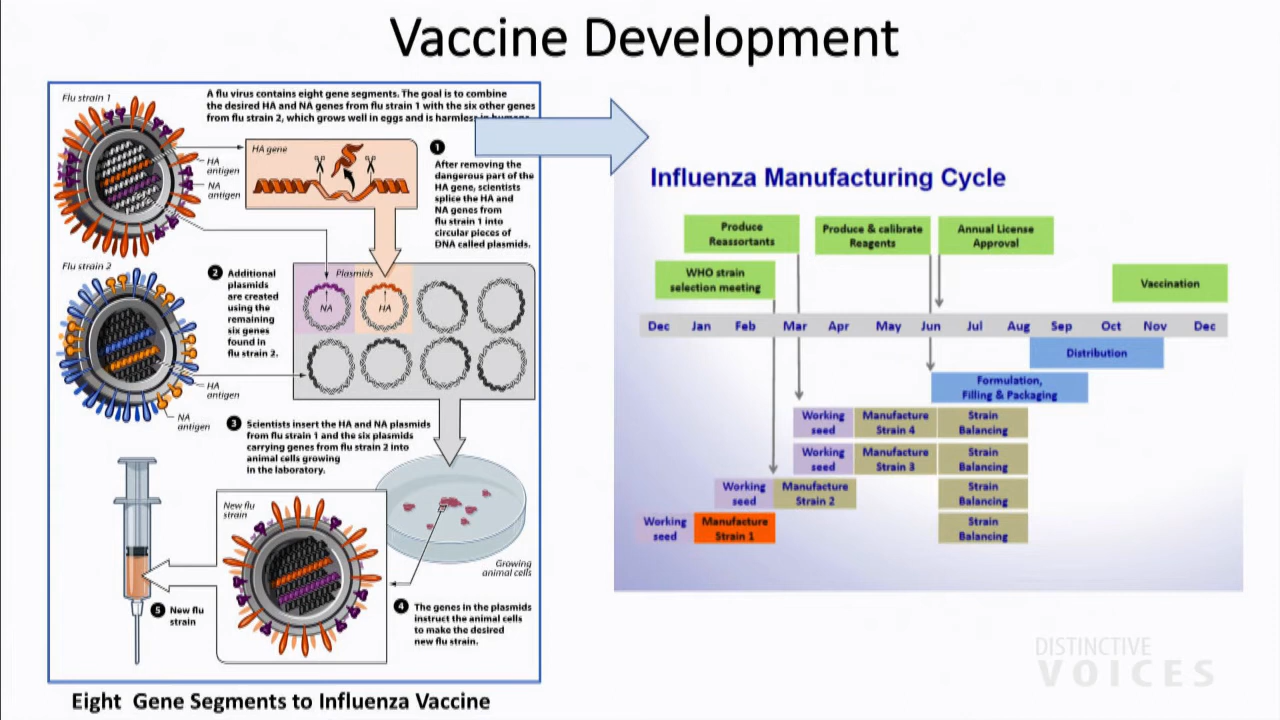 Vaccine Development
Flu strain 1
A flu virus contains eight gene segments. The goal is to combine
the desired HA and NA genes from flu strain 1 with the six other genes
from flu strain 2, which grows well in eggs and is harmless in humans.
HA gene
HA
antigen
NA
antigen
1
After removing the
dangerous part of the
HA gene, scientists
splice the HA and
NA genes from
flu strain 1 into
circular pieces of
DNA called plasmids.
Flu strain 2
2 Additional
plasmids
are created
using the
remaining
six genes
found in
flu strain 2.
Plasmids
NA
HA
HA
antigen
NA
antigen
3 Scientists insert the HA and NA plasmids
from flu strain 1 and the six plasmids
carrying genes from flu strain 2 into
animal cells growing
in the laboratory.
New flu
strain
Growing
animal cells
4 The genes in the plasmids
instruct the animal cells
to make the desired
new flu strain.
5 New flu
strain
Eight Gene Segments to Influenza Vaccine
Influenza Manufacturing Cycle
Produce
Reassortants
Produce & calibrate
Reagents
Annual License
Approval
WHO strain
selection meeting
Vaccination
Dec Jan Feb Mar Apr May Jun Jul Aug Sep Oct Nov Dec
Distribution
Formulation,
Filling & Packaging
Working
seed
Manufacture
Strain 4
Strain
Balancing
Working
seed
Manufacture
Strain 3
Strain
Balancing
Working
seed
Manufacture
Strain 2
Strain
Balancing
Working
seed
Manufacture
Strain 1
Strain
Balancing
DISTINCTIVE
VOICES